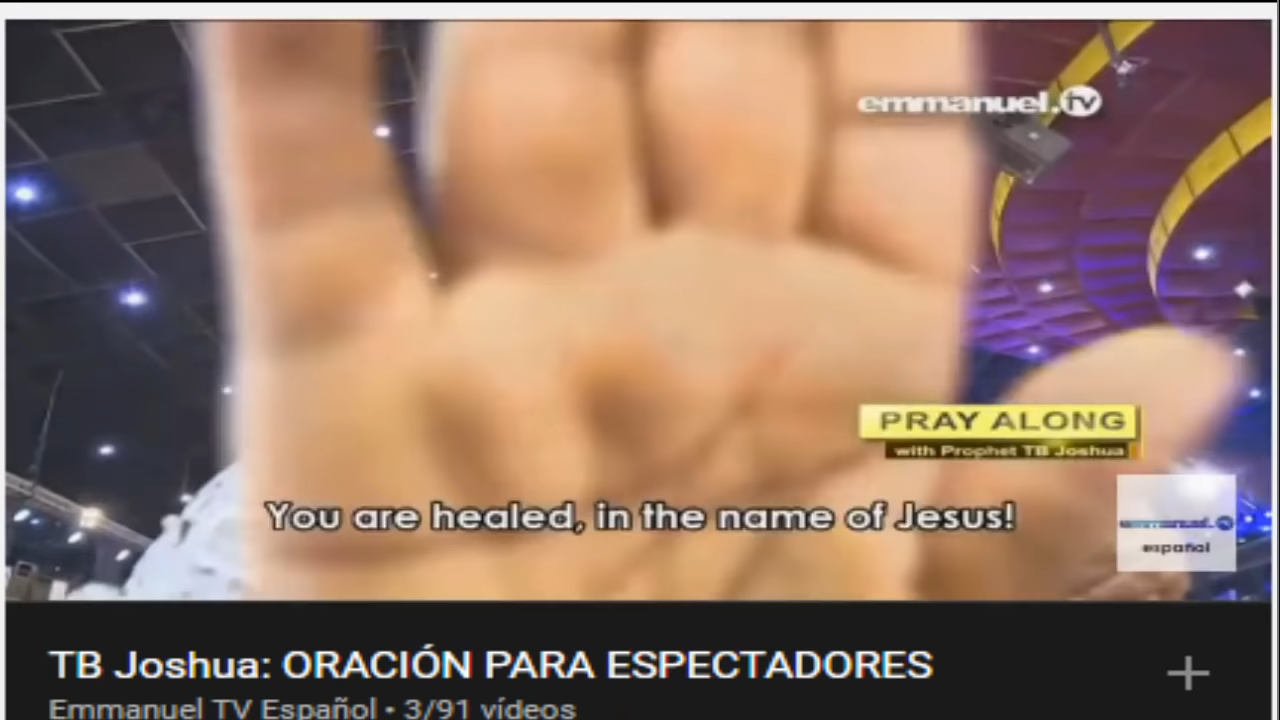 emmanuel.tv
PRAY ALONG
with Prophet TB Joshua
You are healed, in the name of Jesus!
emmanuel.tv
español
TB Joshua: ORACIÓN PARA ESPECTADORES
Emmanuel TV Español • 3/91 vídeos